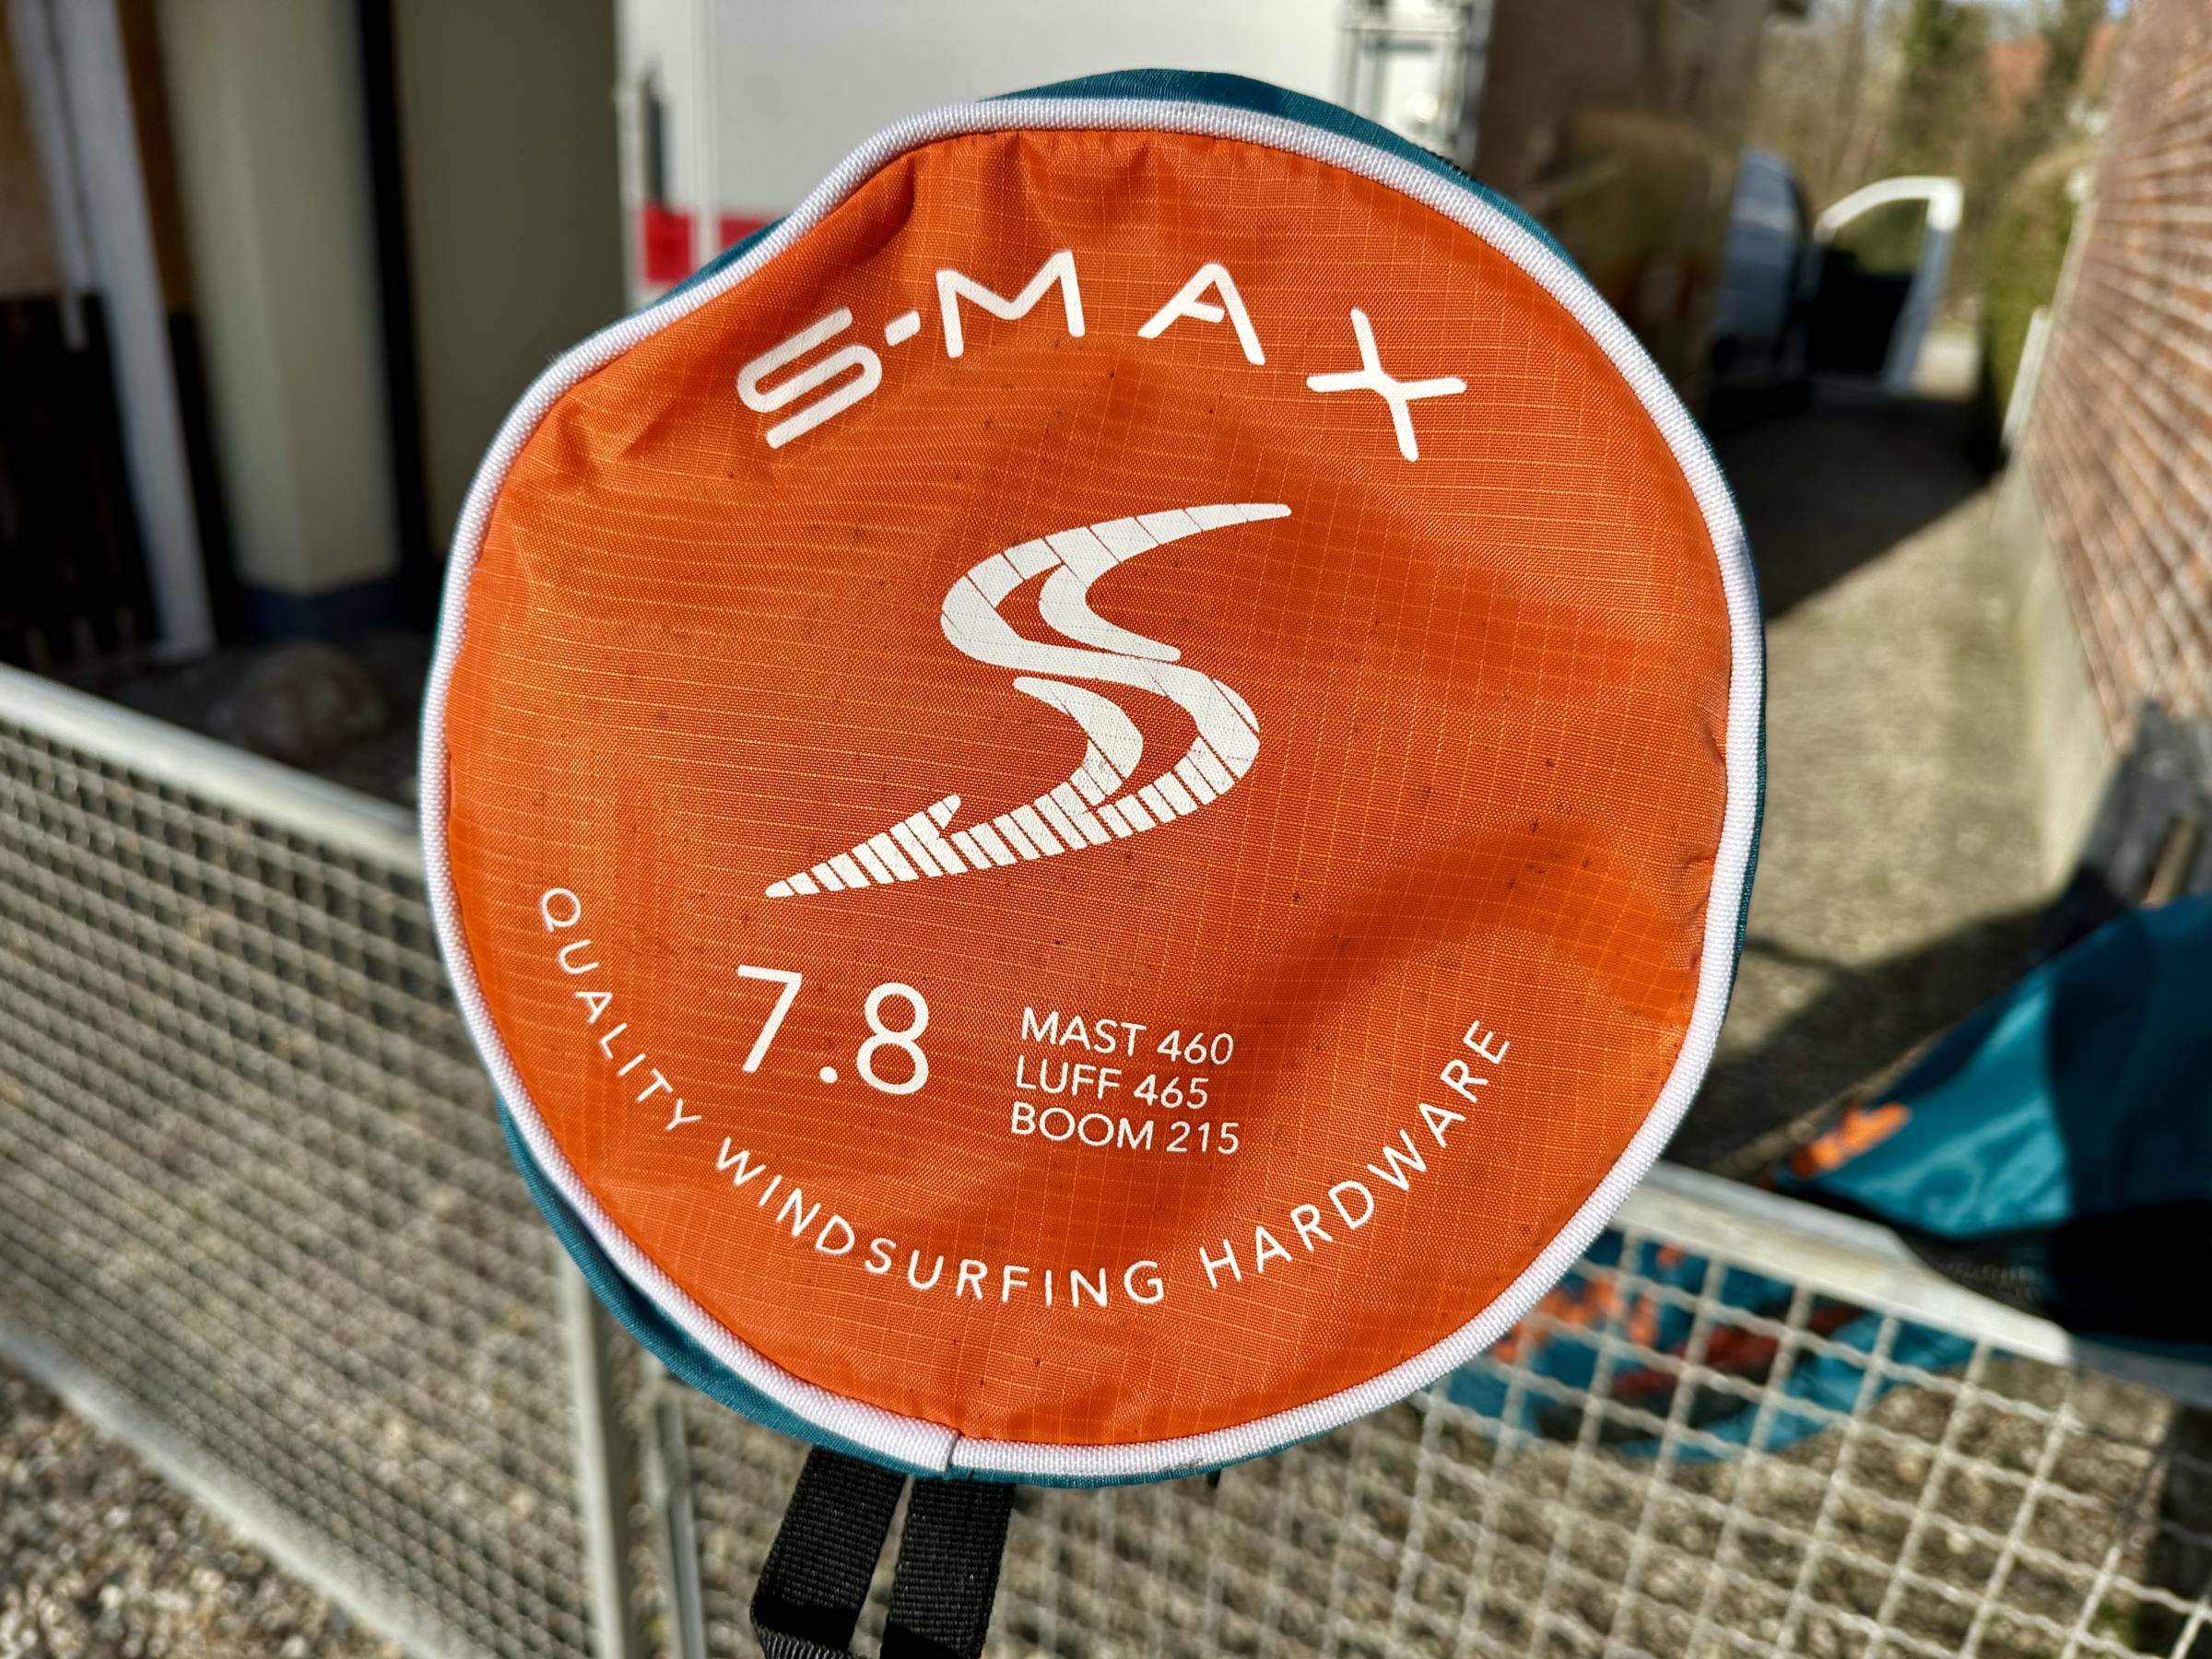 S-MAX
7.8
MAST 460
LUFF 465
BOOM 215
QUALITY WINDSURFING HARDWARE